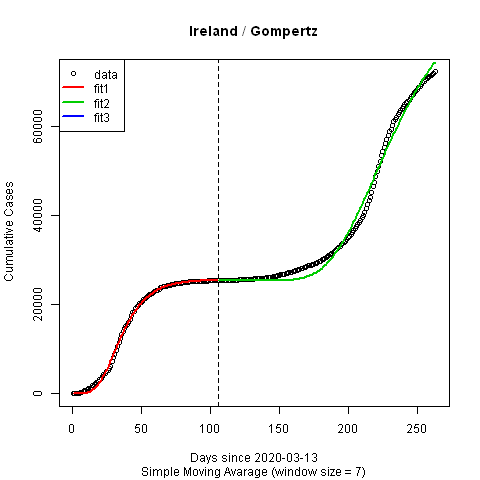 Ireland / Gompertz
data
fit1
fit2
fit3
Cumulative Cases
0
20000
40000
60000
0
50
100
150
200
250
Days since 2020-03-13
Simple Moving Avarage (window size = 7)